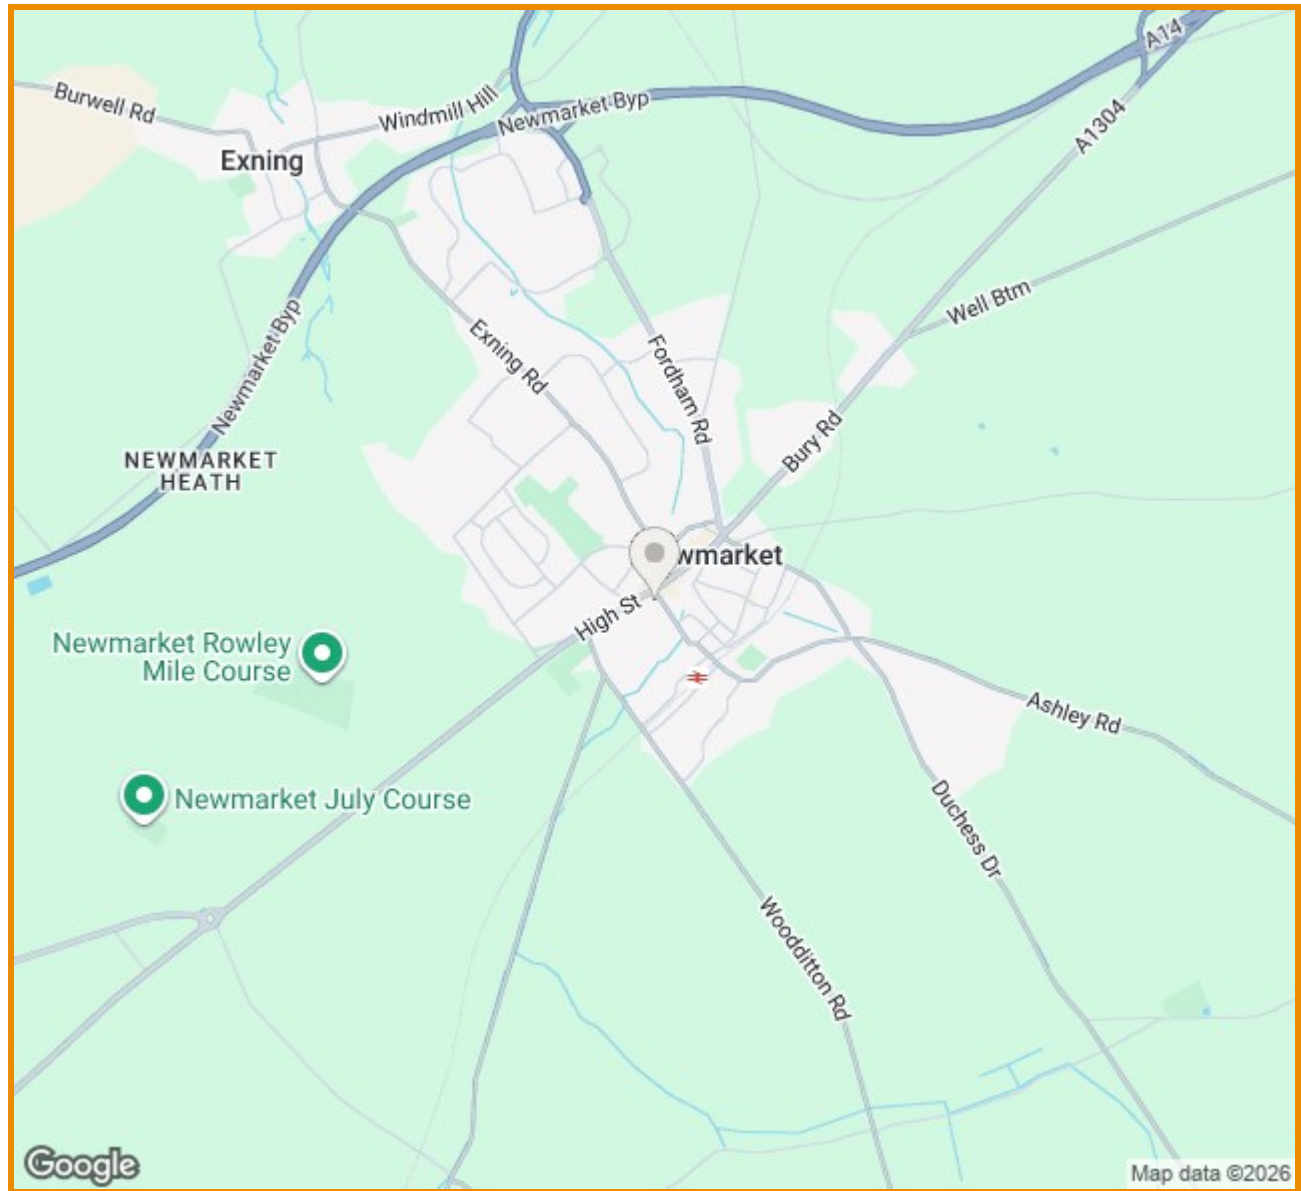 A14
Burwell Rd
Windmill Hill
Newmarket Byp
A1304
Exning
Well Btm
Newmarket Byp
Exning Rd
Fordham Rd
Bury Rd
NEWMARKET
HEATH
wmarket
High St
Newmarket Rowley
Mile Course
Ashley Rd
Newmarket July Course
Duchess Dr
Woodditton Rd
Google
Map data ©2026